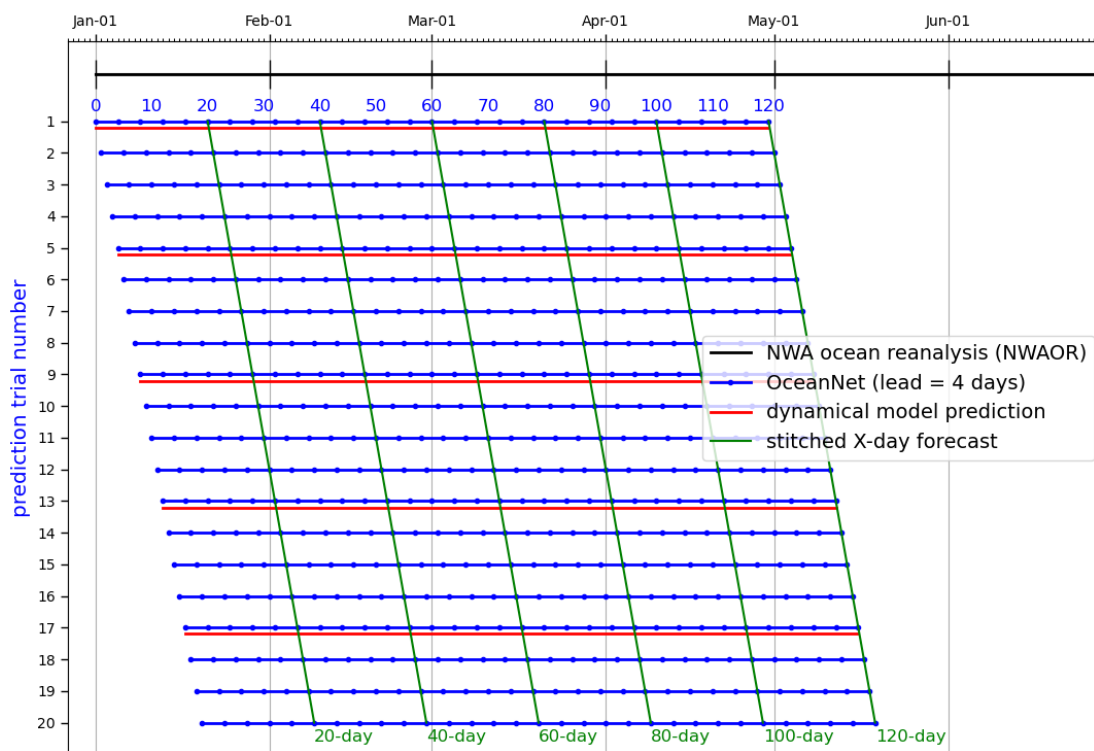 Jan-01 Feb-01 Mar-01 Apr-01 May-01 Jun-01
0 10 20 30 40 50 60 70 80 90 100 110 120
1
2
3
4
5
6
7
8
9
10
11
12
13
14
15
16
17
18
19
20
prediction trial number
NWA ocean reanalysis (NWAOR)
OceanNet (lead = 4 days)
dynamical model prediction
stitched X-day forecast
20-day 40-day 60-day 80-day 100-day 120-day